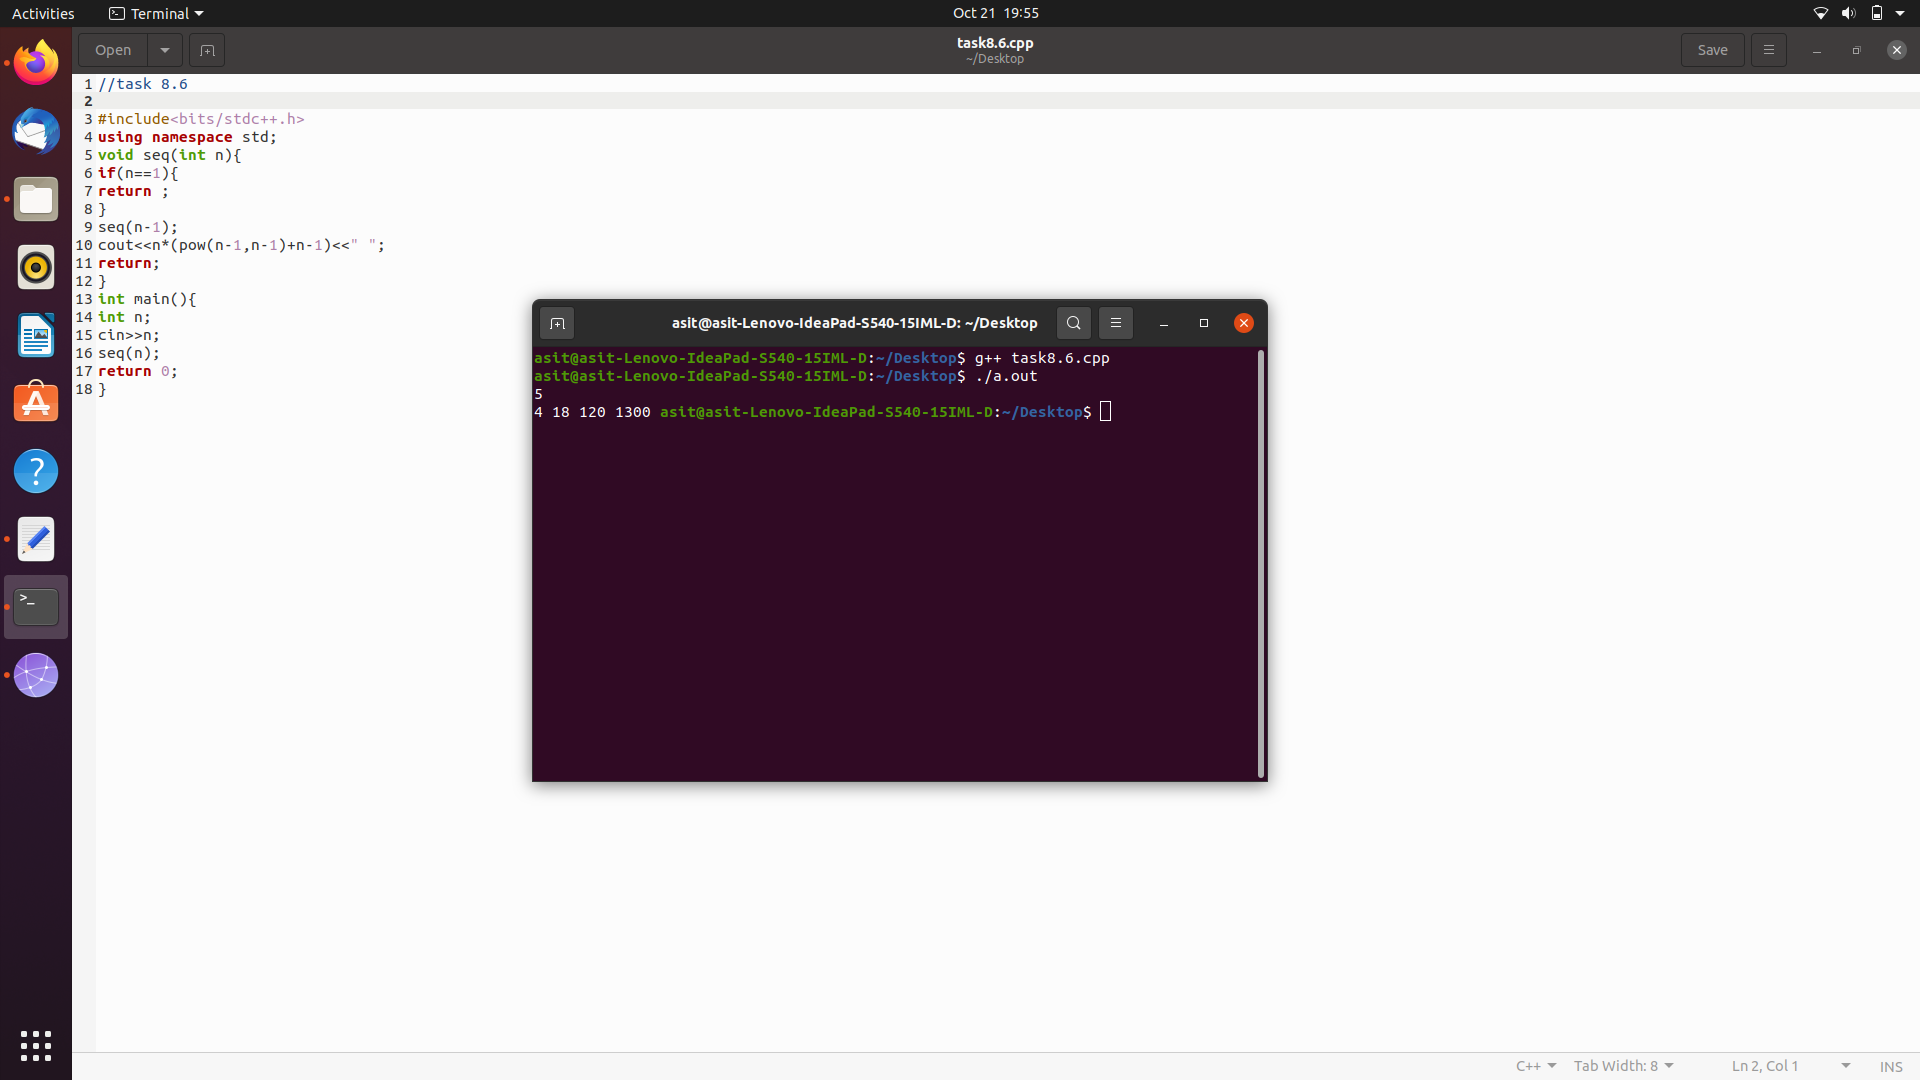 Activities
Terminal
Oct 21 19:55
Open
task8.6.cpp
~/Desktop
Save
1 //task 8.6
2
3 #include<bits/stdc++.h>
4 using namespace std;
5 void seq(int n){
6 if(n==1){
7 return ;
8 }
9 seq(n-1);
10 cout<<n*(pow(n-1,n-1)+n-1)<<" ";
11 return;
12 }
13 int main(){
14 int n;
15 cin>>n;
16 seq(n);
17 return 0;
18 }
asit@asit-Lenovo-IdeaPad-S540-15IML-D: ~/Desktop
asit@asit-Lenovo-IdeaPad-S540-15IML-D:~/Desktop$ g++ task8.6.cpp
asit@asit-Lenovo-IdeaPad-S540-15IML-D:~/Desktop$ ./a.out
5
4 18 120 1300 asit@asit-Lenovo-IdeaPad-S540-15IML-D:~/Desktop$
C++
Tab Width: 8
Ln 2, Col 1
INS